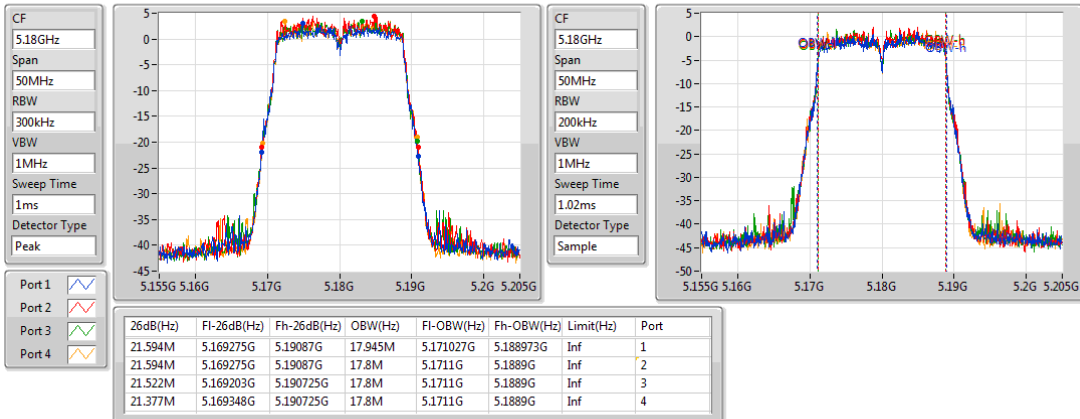 CF
5.18GHz
Span
50MHz
RBW
300kHz
VBW
1MHz
Sweep Time
1ms
Detector Type
Peak
5
0
-5
-10
-15
-20
-25
-30
-35
-40
-45
5.155G 5.16G 5.17G 5.18G 5.19G 5.2G 5.205G
CF
5.18GHz
Span
50MHz
RBW
200kHz
VBW
1MHz
Sweep Time
1.02ms
Detector Type
Sample
5
0
-5
-10
-15
-20
-25
-30
-35
-40
-45
-50
5.155G 5.16G 5.17G 5.18G 5.19G 5.2G 5.205G
Port 1
Port 2
Port 3
Port 4
26dB(Hz) Fl-26dB(Hz) Fh-26dB(Hz) OBW(Hz) Fl-OBW(Hz) Fh-OBW(Hz) Limit(Hz) Port
21.594M 5.169275G 5.19087G 17.945M 5.171027G 5.188973G Inf 1
21.594M 5.169275G 5.19087G 17.8M 5.1711G 5.1889G Inf 2
21.522M 5.169203G 5.190725G 17.8M 5.1711G 5.1889G Inf 3
21.377M 5.169348G 5.190725G 17.8M 5.1711G 5.1889G Inf 4